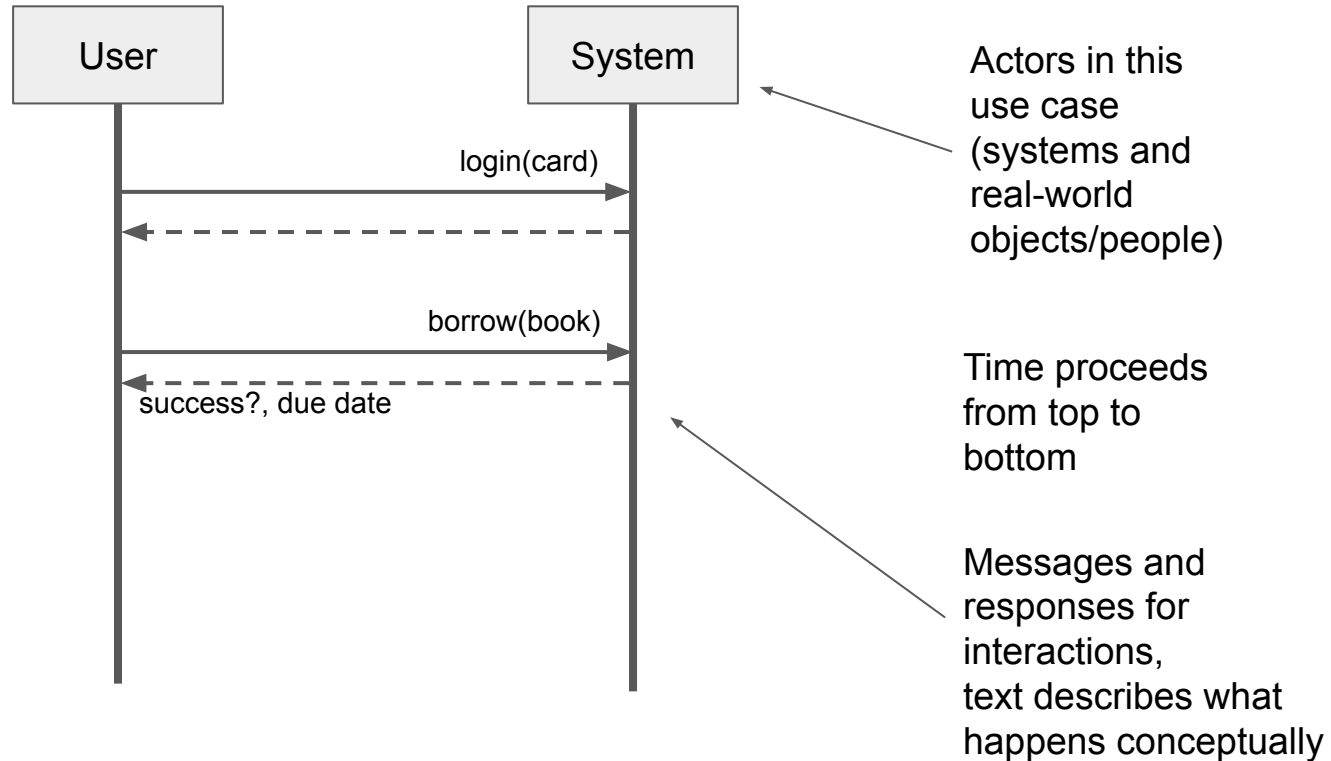 User
System
login(card)
borrow(book)
success?, due date
Actors in this
use case
(systems and
real-world
objects/people)
Time proceeds
from top to
bottom
Messages and
responses for
interactions,
text describes what
happens conceptually